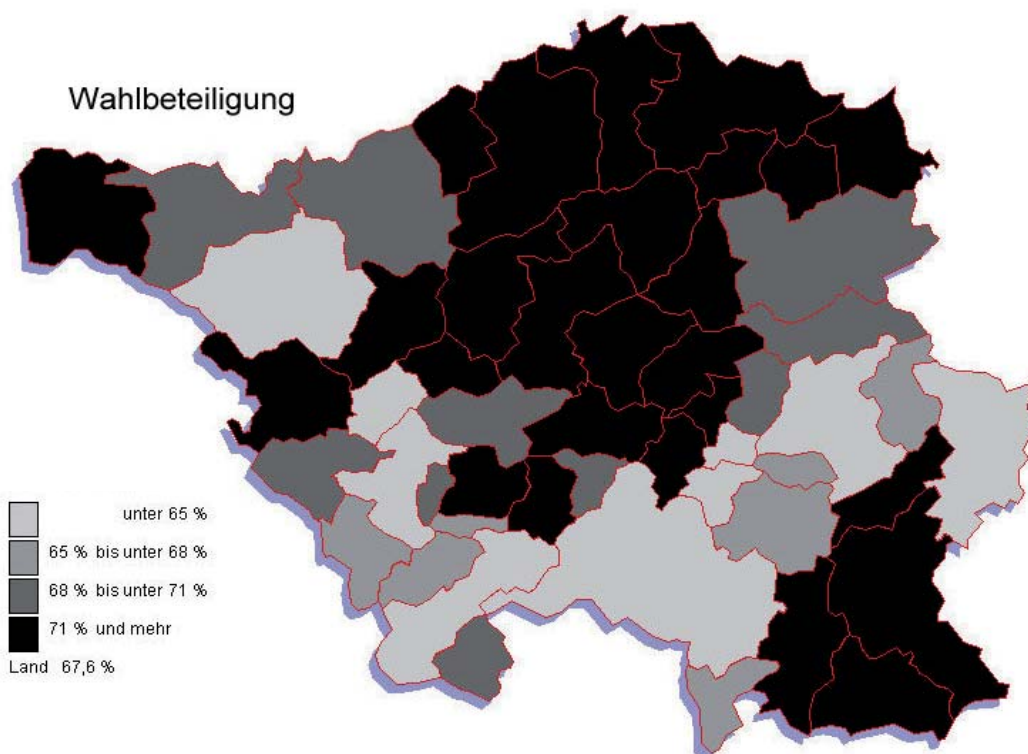 Wahlbeteiligung
unter 65 %
65 % bis unter 68 %
68 % bis unter 71 %
71 % und mehr
Land 67,6 %